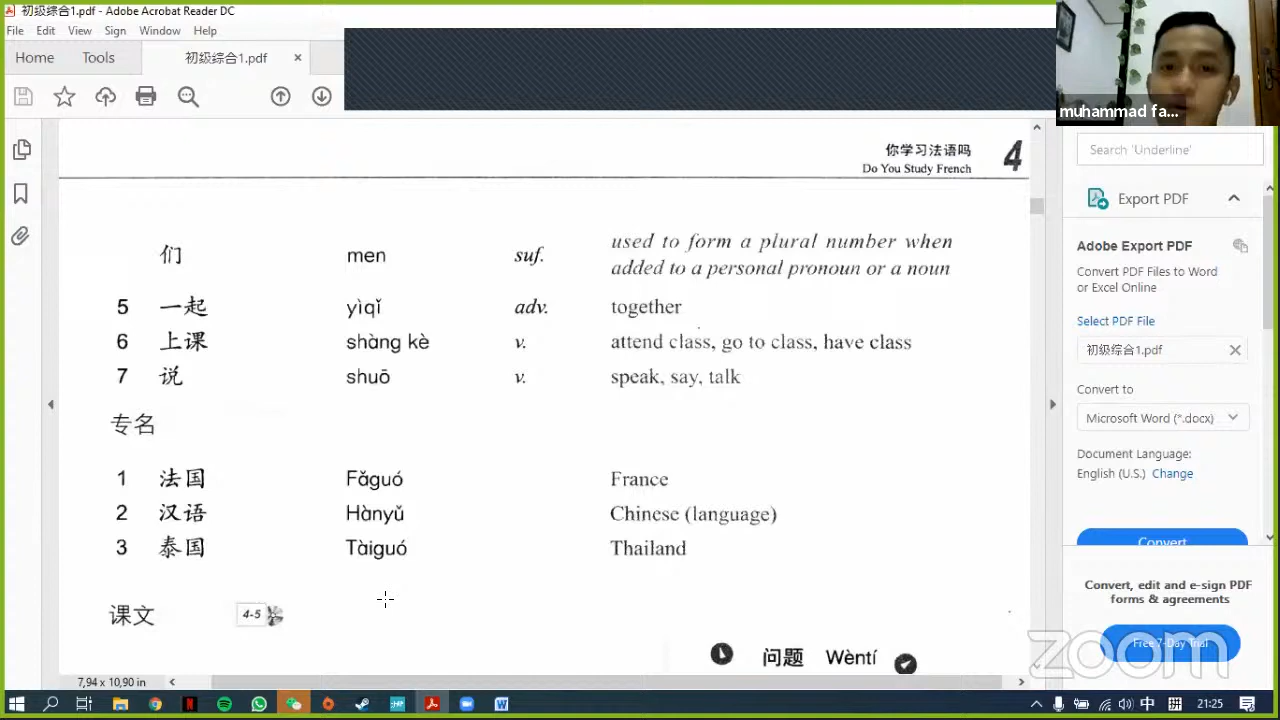 初级综合1.pdf - Adobe Acrobat Reader DC
File Edit View Sign Window Help
Home Tools 初级综合1.pdf ×
muhammad fa...
你学习法语吗 4
Do You Study French
Search 'Underline'
Export PDF
Adobe Export PDF
Convert PDF Files to Word
or Excel Online
Select PDF File
初级综合1.pdf
Convert to
Microsoft Word (*.docx)
Document Language:
English (U.S.) Change
Convert
Convert, edit and e-sign PDF
forms & agreements
Free 7-Day Trial
zoom
们 men suf. used to form a plural number when
added to a personal pronoun or a noun
5 一起 yìqǐ adv. together
6 上课 shàng kè v. attend class, go to class, have class
7 说 shuō v. speak, say, talk
专名
1 法国 Fǎguó France
2 汉语 Hànyǔ Chinese (language)
3 泰国 Tàiguó Thailand
课文 4-5
问题 Wèntí
7,94 x 10,90 in
中 拼 21:25